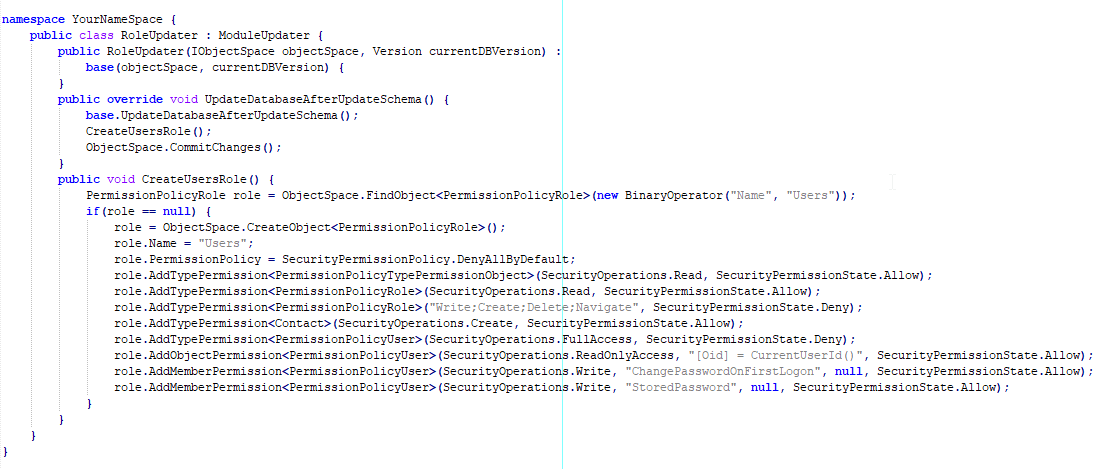 namespace YourNameSpace {
    public class RoleUpdater : ModuleUpdater {
        public RoleUpdater(IObjectSpace objectSpace, Version currentDBVersion) :
            base(objectSpace, currentDBVersion) {
        }
        public override void UpdateDatabaseAfterUpdateSchema() {
            base.UpdateDatabaseAfterUpdateSchema();
            CreateUsersRole();
            ObjectSpace.CommitChanges();
        }
        public void CreateUsersRole() {
            PermissionPolicyRole role = ObjectSpace.FindObject<PermissionPolicyRole>(new BinaryOperator("Name", "Users"));
            if(role == null) {
                role = ObjectSpace.CreateObject<PermissionPolicyRole>();
                role.Name = "Users";
                role.PermissionPolicy = SecurityPermissionPolicy.DenyAllByDefault;
                role.AddTypePermission<PermissionPolicyTypePermissionObject>(SecurityOperations.Read, SecurityPermissionState.Allow);
                role.AddTypePermission<PermissionPolicyRole>(SecurityOperations.Read, SecurityPermissionState.Allow);
                role.AddTypePermission<PermissionPolicyRole>("Write;Create;Delete;Navigate", SecurityPermissionState.Deny);
                role.AddTypePermission<Contact>(SecurityOperations.Create, SecurityPermissionState.Allow);
                role.AddTypePermission<PermissionPolicyUser>(SecurityOperations.FullAccess, SecurityPermissionState.Deny);
                role.AddObjectPermission<PermissionPolicyUser>(SecurityOperations.ReadOnlyAccess, "[Oid] = CurrentUserId()", SecurityPermissionState.Allow);
                role.AddMemberPermission<PermissionPolicyUser>(SecurityOperations.Write, "ChangePasswordOnFirstLogon", null, SecurityPermissionState.Allow);
                role.AddMemberPermission<PermissionPolicyUser>(SecurityOperations.Write, "StoredPassword", null, SecurityPermissionState.Allow);
            }
        }
    }
}